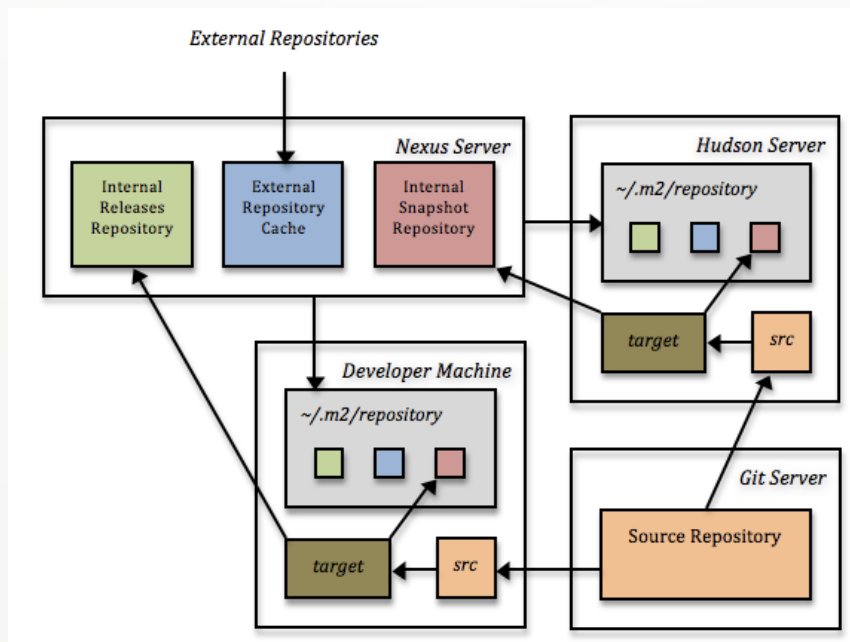 External Repositories
Nexus Server
Internal
Releases
Repository
External
Repository
Cache
Internal
Snapshot
Repository
Hudson Server
~/.m2/repository
target
src
Developer Machine
~/.m2/repository
target
src
Git Server
Source Repository